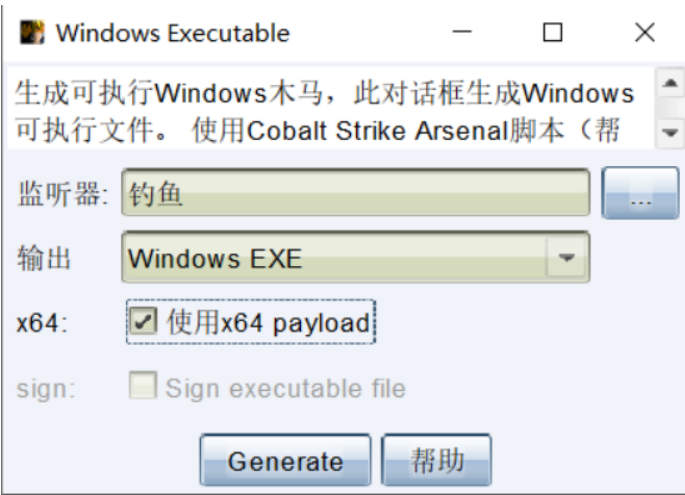 Windows Executable
生成可执行Windows木马，此对话框生成Windows
可执行文件。 使用Cobalt Strike Arsenal脚本（帮
监听器: 钓鱼 ...
输出 Windows EXE
x64: 使用x64 payload
sign: Sign executable file
Generate 帮助